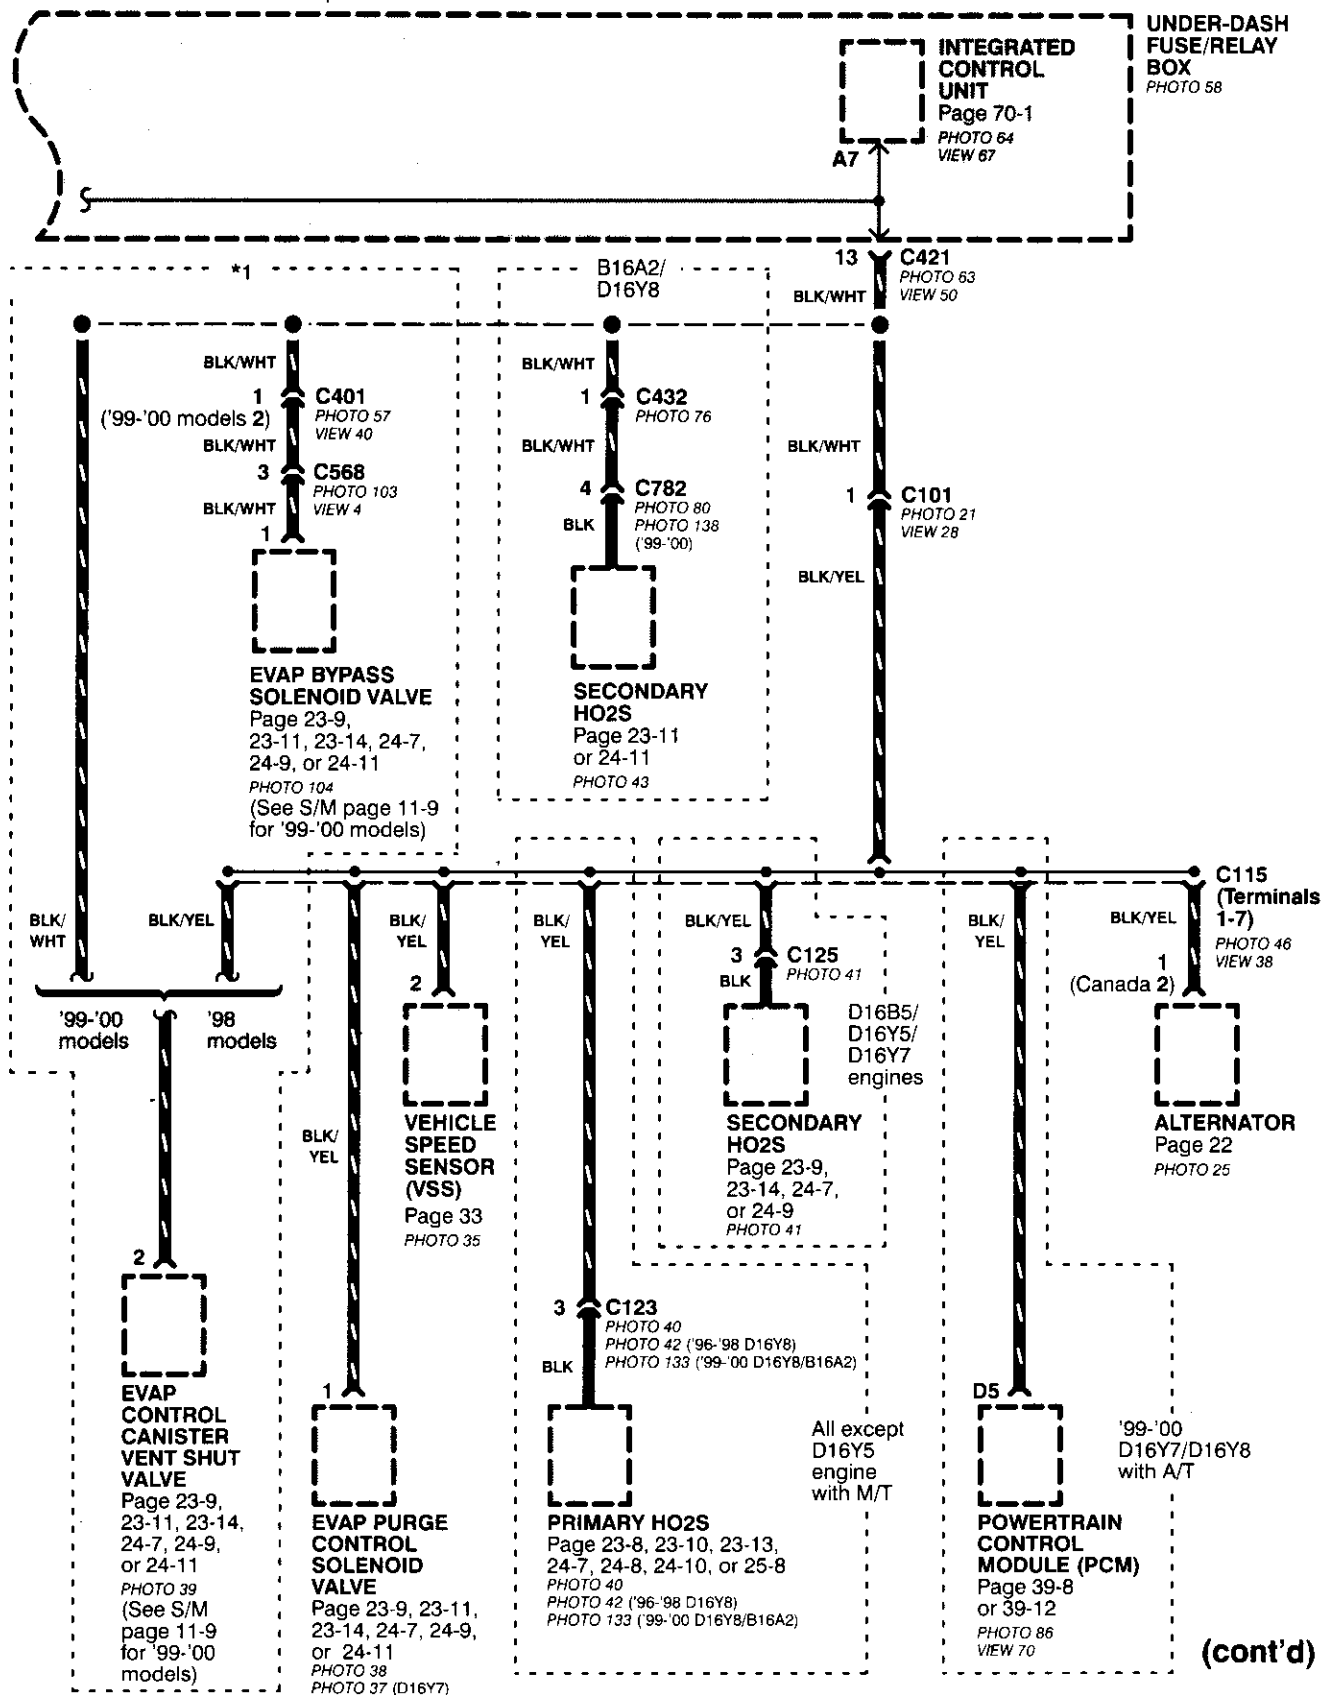 UNDER-DASH
FUSE/RELAY
BOX
PHOTO 58
INTEGRATED
CONTROL
UNIT
Page 70-1
PHOTO 64
VIEW 67
A7
13
C421
PHOTO 63
VIEW 50
BLK/WHT
*1
B16A2/
D16Y8
BLK/WHT
1
C401
('99-'00 models 2)
PHOTO 57
VIEW 40
BLK/WHT
3
C568
PHOTO 103
VIEW 4
BLK/WHT
1
EVAP BYPASS
SOLENOID VALVE
Page 23-9,
23-11, 23-14, 24-7,
24-9, or 24-11
PHOTO 104
(See S/M page 11-9
for '99-'00 models)
BLK/WHT
1
C432
PHOTO 76
BLK/WHT
4
C782
PHOTO 80
PHOTO 138
('99-'00)
BLK
SECONDARY
HO2S
Page 23-11
or 24-11
PHOTO 43
BLK/WHT
1
C101
PHOTO 21
VIEW 28
BLK/YEL
C115
(Terminals
1-7)
PHOTO 46
VIEW 38
BLK/
WHT
BLK/YEL
'99-'00
models
'98
models
2
EVAP
CONTROL
CANISTER
VENT SHUT
VALVE
Page 23-9,
23-11, 23-14,
24-7, 24-9,
or 24-11
PHOTO 39
(See S/M
page 11-9
for '99-'00
models)
BLK/
YEL
1
EVAP PURGE
CONTROL
SOLENOID
VALVE
Page 23-9, 23-11,
23-14, 24-7, 24-9,
or 24-11
PHOTO 38
PHOTO 37 (D16Y7)
BLK/
YEL
2
VEHICLE
SPEED
SENSOR
(VSS)
Page 33
PHOTO 35
BLK/
YEL
3
C123
PHOTO 40
PHOTO 42 ('96-'98 D16Y8)
PHOTO 133 ('99-'00 D16Y8/B16A2)
BLK
All except
D16Y5
engine
with M/T
PRIMARY HO2S
Page 23-8, 23-10, 23-13,
24-7, 24-8, 24-10, or 25-8
PHOTO 40
PHOTO 42 ('96-'98 D16Y8)
PHOTO 133 ('99-'00 D16Y8/B16A2)
BLK/YEL
3
C125
PHOTO 41
BLK
D16B5/
D16Y5/
D16Y7
engines
SECONDARY
HO2S
Page 23-9,
23-14, 24-7,
or 24-9
PHOTO 41
BLK/
YEL
D5
'99-'00
D16Y7/D16Y8
with A/T
POWERTRAIN
CONTROL
MODULE (PCM)
Page 39-8
or 39-12
PHOTO 86
VIEW 70
BLK/YEL
1
(Canada 2)
ALTERNATOR
Page 22
PHOTO 25
(cont'd)